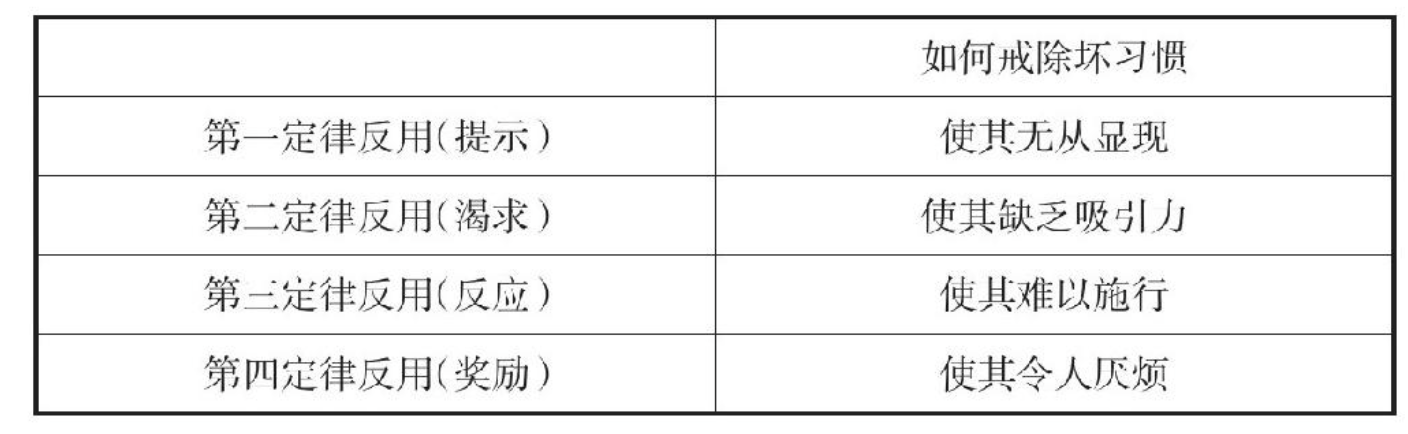 如何戒除坏习惯
第一定律反用(提示) 使其无从显现
第二定律反用(渴求) 使其缺乏吸引力
第三定律反用(反应) 使其难以施行
第四定律反用(奖励) 使其令人厌烦